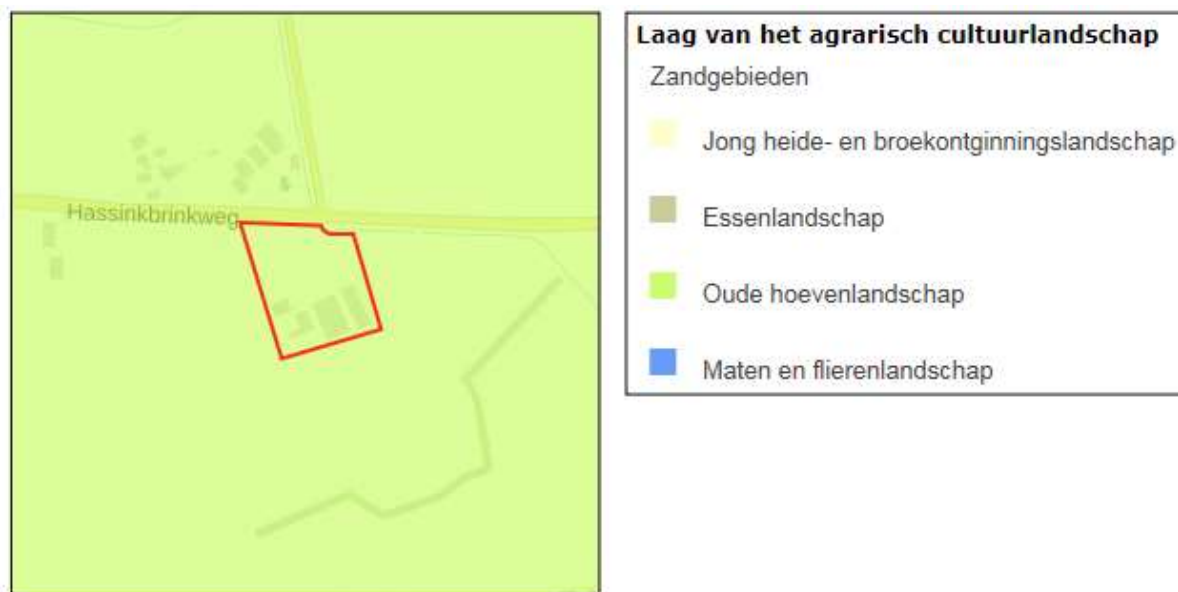 Hassinkbrinkweg
Laag van het agrarisch cultuurlandschap
Zandgebieden
Jong heide- en broekontginningslandschap
Essenlandschap
Oude hoevenlandschap
Maten en flierenlandschap